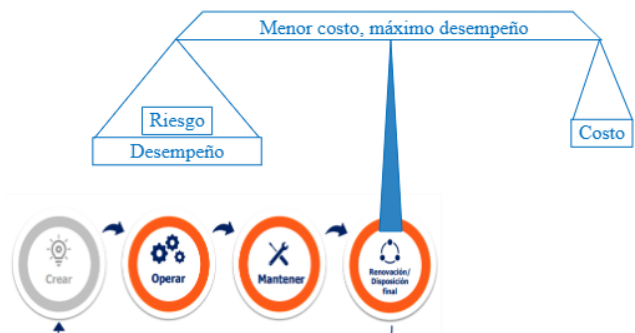 Menor costo, máximo desempeño
Riesgo
Desempeño
Costo
Crear
Operar
Mantener
Renovación/
Disposición
final